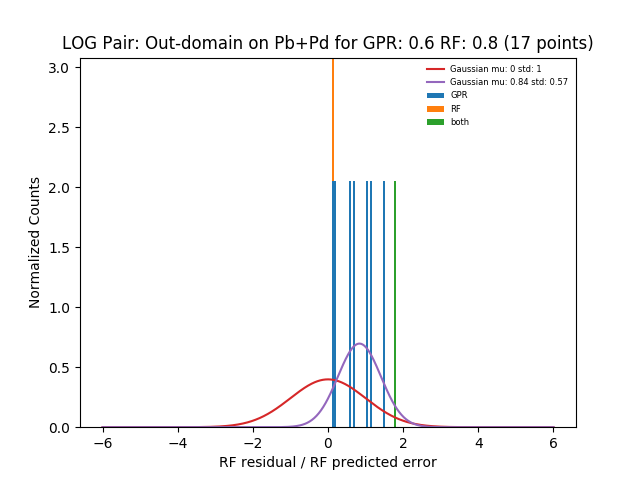 LOG Pair: Out-domain on Pb+Pd for GPR: 0.6 RF: 0.8 (17 points)
3.0
2.5
2.0
1.5
1.0
0.5
0.0
Normalized Counts
Gaussian mu: 0 std: 1
Gaussian mu: 0.84 std: 0.57
GPR
RF
both
−6 −4 −2 0 2 4 6
RF residual / RF predicted error